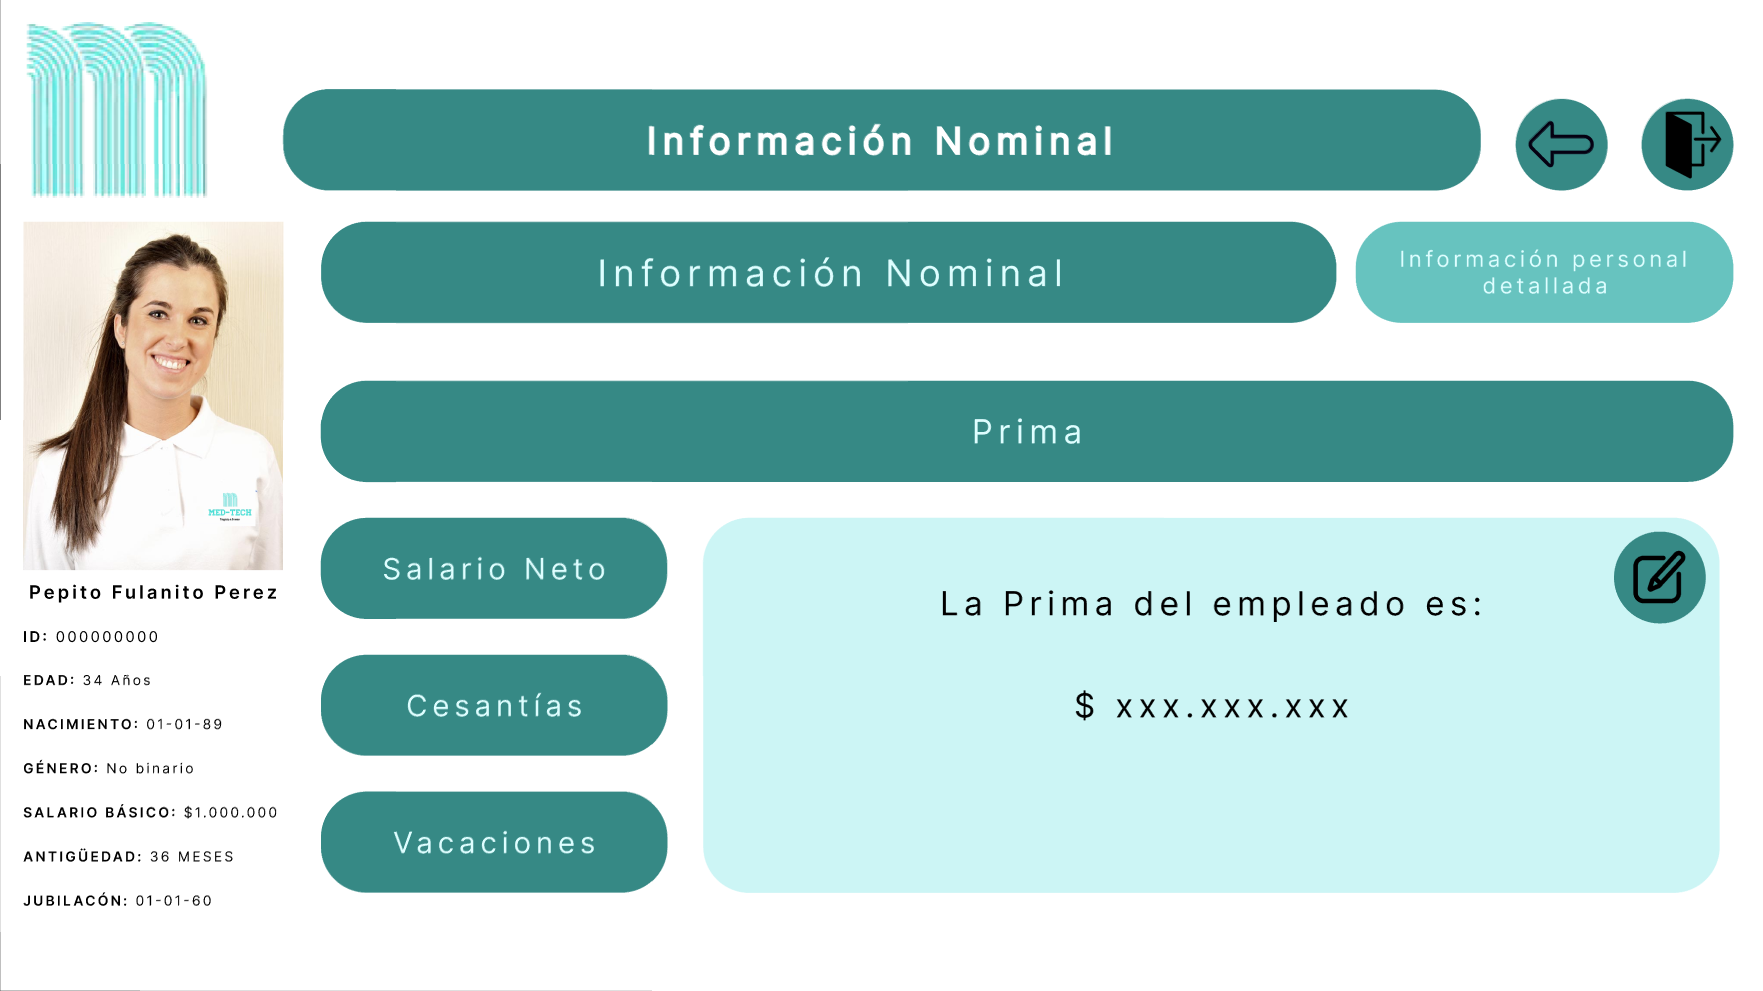 Información Nominal
Información Nominal
Información personal
detallada
Prima
MED-TECH
Pepito Fulanito Perez
ID: 000000000
EDAD: 34 Años
NACIMIENTO: 01-01-89
GÉNERO: No binario
SALARIO BÁSICO: $1.000.000
ANTIGÜEDAD: 36 MESES
JUBILACÓN: 01-01-60
Salario Neto
Cesantías
Vacaciones
La Prima del empleado es:
$ xxx.xxx.xxx